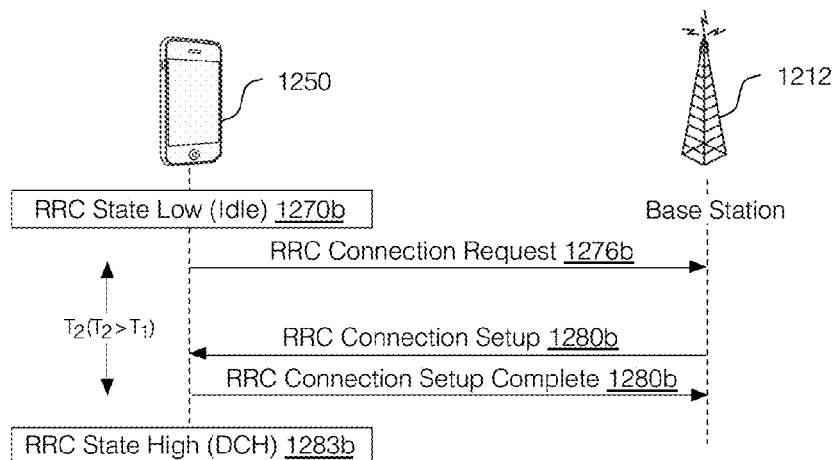 1250
1212
RRC State Low (Idle) 1270b
Base Station
RRC Connection Request 1276b
T2(T2>T1)
RRC Connection Setup 1280b
RRC Connection Setup Complete 1280b
RRC State High (DCH) 1283b